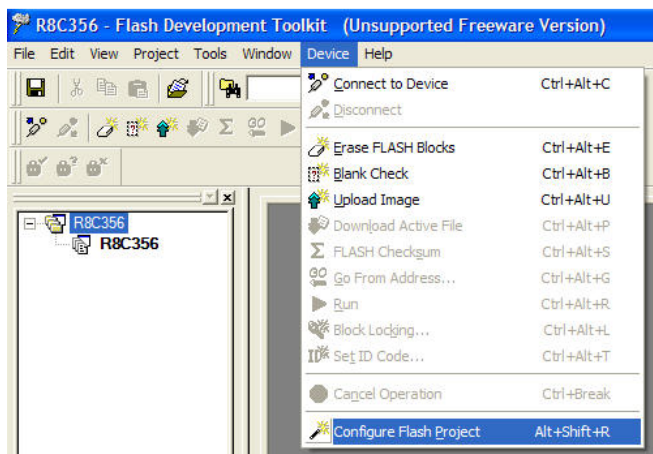 R8C356 - Flash Development Toolkit (Unsupported Freeware Version)
File Edit View Project Tools Window Device Help
Connect to Device Ctrl+Alt+C
Disconnect
Erase FLASH Blocks Ctrl+Alt+E
Blank Check Ctrl+Alt+B
Upload Image Ctrl+Alt+U
Download Active File Ctrl+Alt+P
FLASH Checksum Ctrl+Alt+S
Go From Address... Ctrl+Alt+G
Run Ctrl+Alt+R
Block Locking... Ctrl+Alt+L
Set ID Code... Ctrl+Alt+T
Cancel Operation Ctrl+Break
Configure Flash Project Alt+Shift+R
R8C356
R8C356